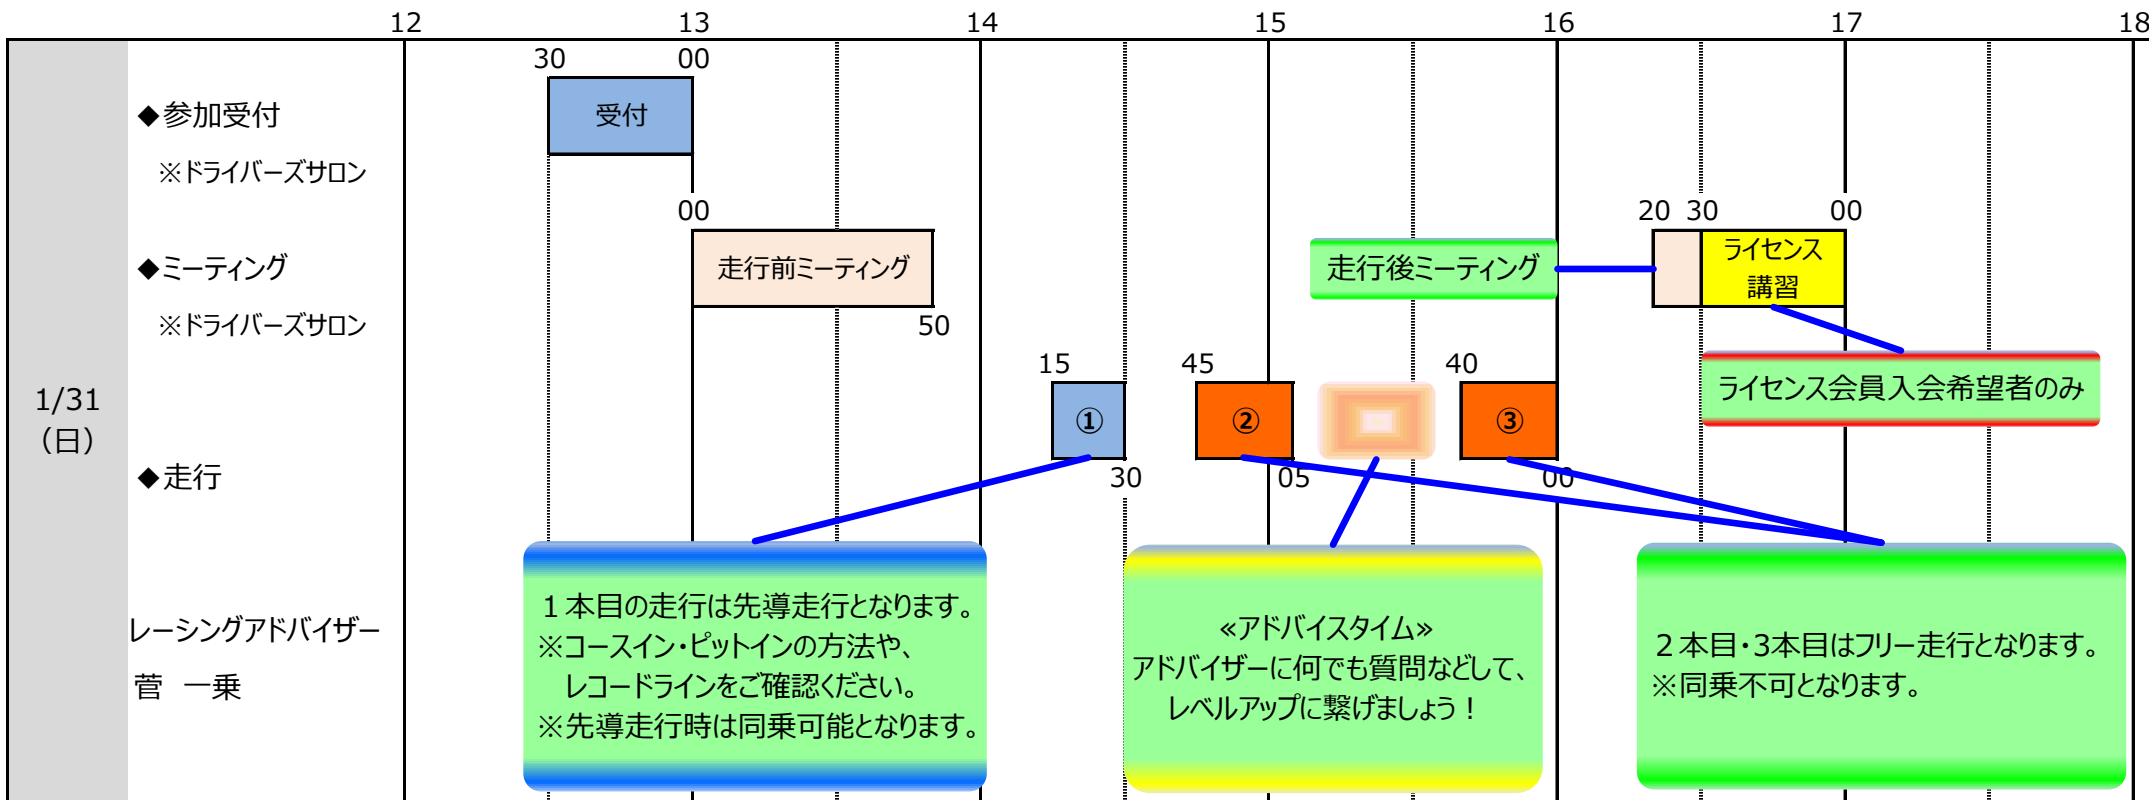 12 13 14 15 16 17 18
30 00
◆参加受付
受付
※ドライバーズサロン
00
20 30 00
◆ミーティング
走行前ミーティング
走行後ミーティング
ライセンス
講習
※ドライバーズサロン
50
15 45 40
1/31
(日)
①
②
③
ライセンス会員入会希望者のみ
◆走行
30 05 00
レーシングアドバイザー
菅 一乗
1本目の走行は先導走行となります。
※コースイン・ピットインの方法や、
レコードラインをご確認ください。
※先導走行時は同乗可能となります。
≪アドバイスタイム≫
アドバイザーに何でも質問などして、
レベルアップに繋げましょう！
2本目・3本目はフリー走行となります。
※同乗不可となります。